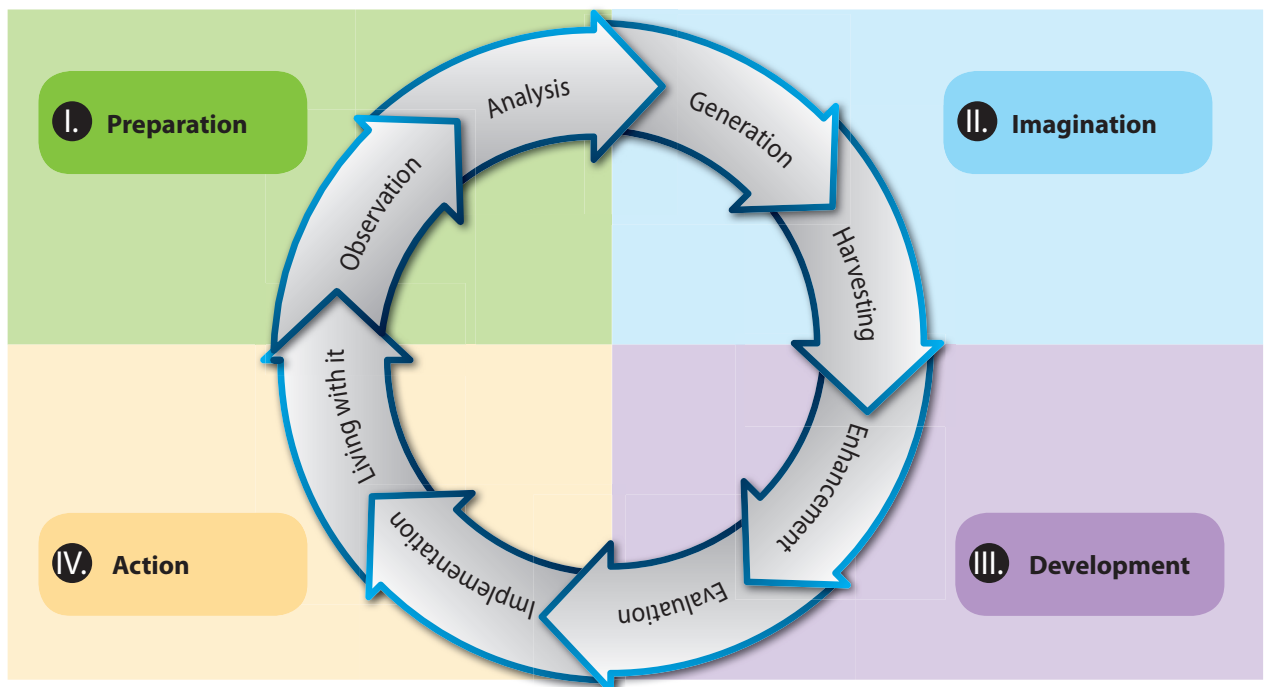 I. Preparation
Observation
Analysis
II. Imagination
Generation
Harvesting
III. Development
Enhancement
Evaluation
IV. Action
Implementation
Living with it